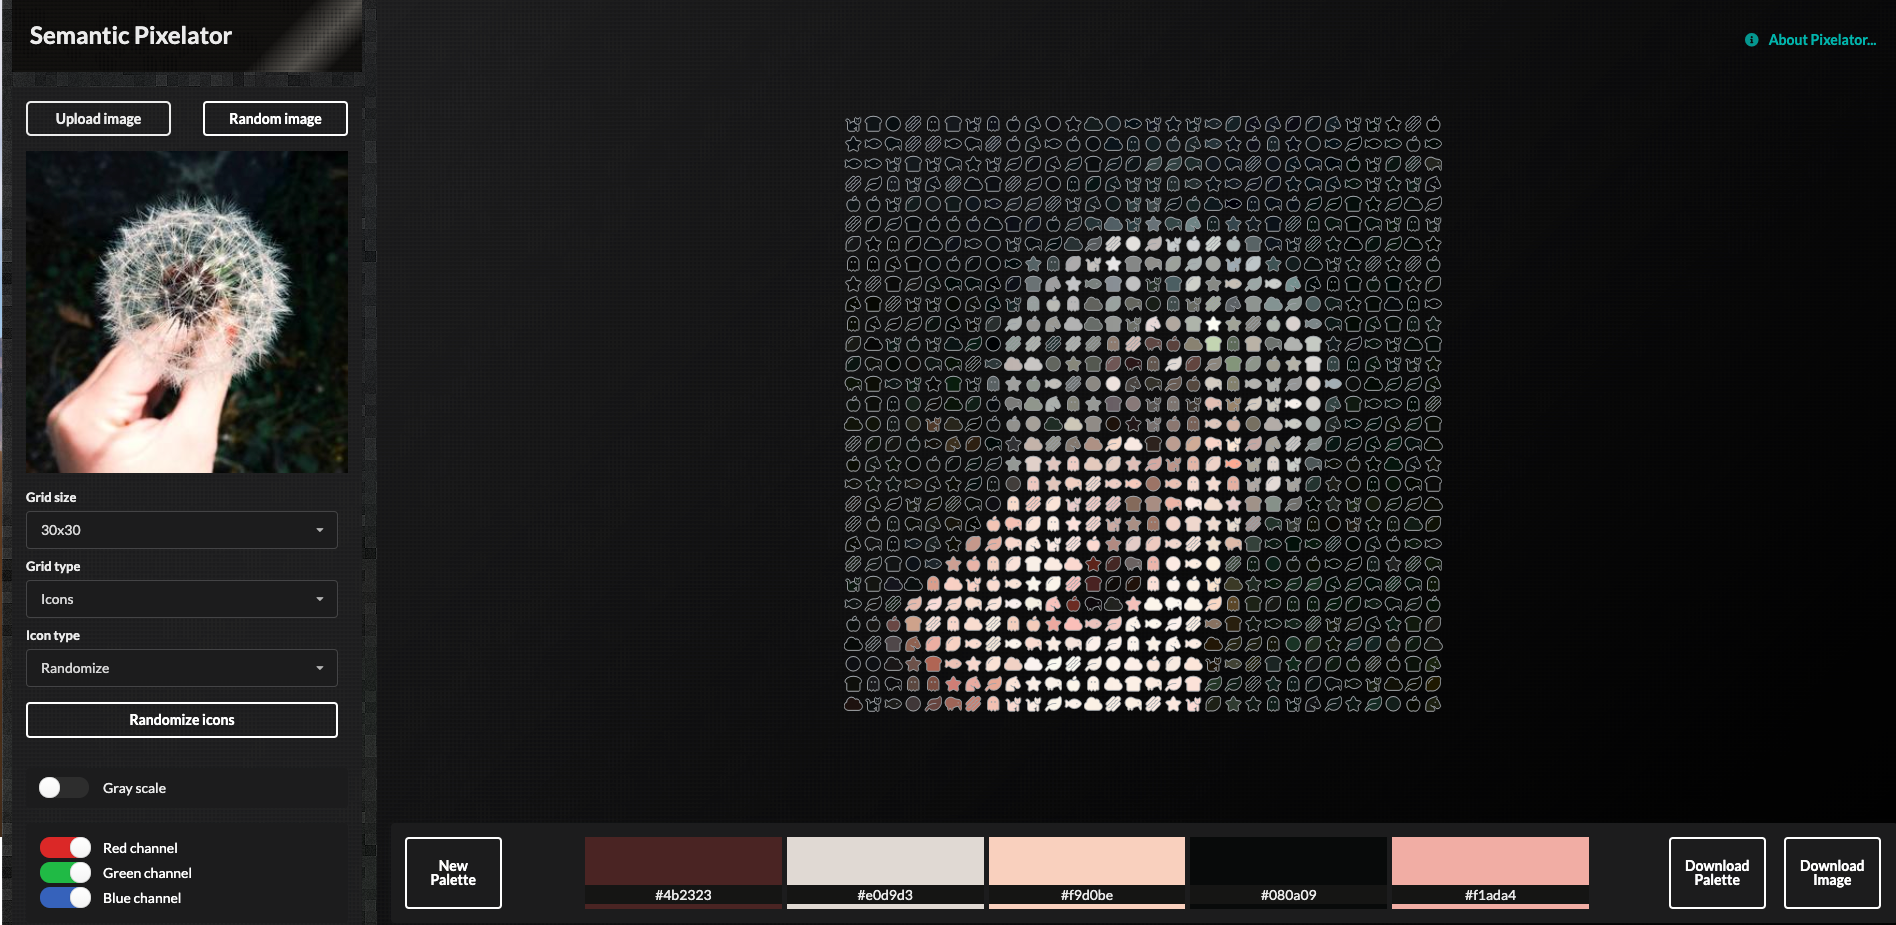 Semantic Pixelator
About Pixelator...
Upload image
Random image
Grid size
30x30
Grid type
Icons
Icon type
Randomize
Randomize icons
Gray scale
Red channel
Green channel
Blue channel
New
Palette
#4b2323
#e0d9d3
#f9d0be
#080a09
#f1ada4
Download
Palette
Download
Image